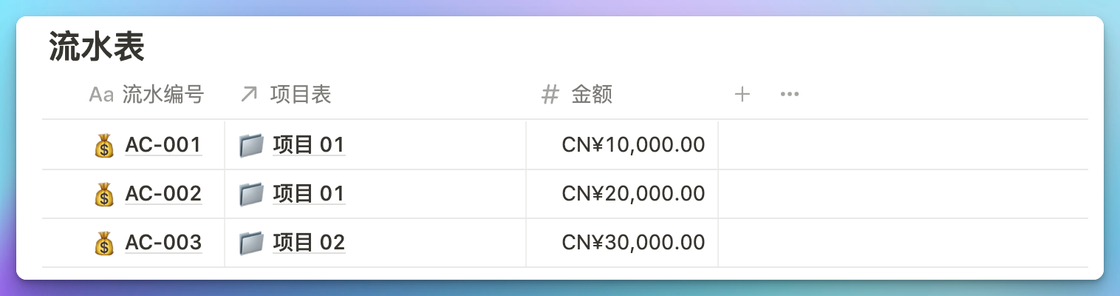 流水表
Aa 流水编号 项目表 # 金额
AC-001 项目 01 CN¥10,000.00
AC-002 项目 01 CN¥20,000.00
AC-003 项目 02 CN¥30,000.00